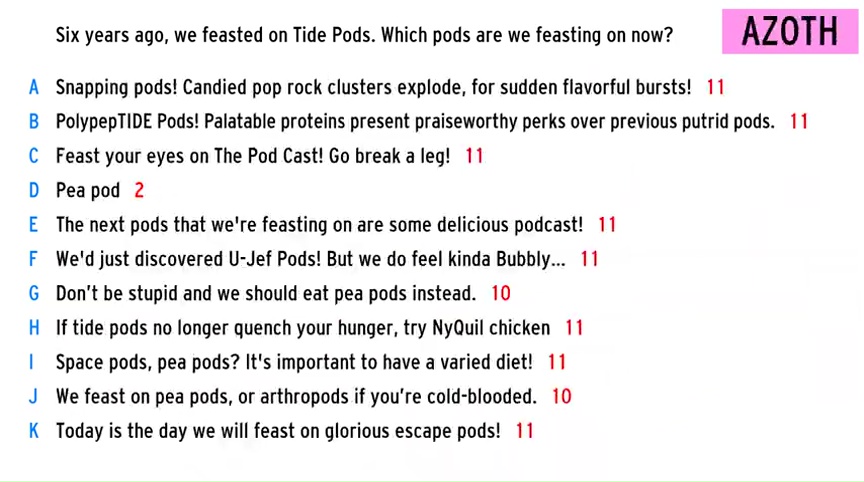 Six years ago, we feasted on Tide Pods. Which pods are we feasting on now?
AZOTH
A Snapping pods! Candied pop rock clusters explode, for sudden flavorful bursts! 11
B PolypepTIDE Pods! Palatable proteins present praiseworthy perks over previous putrid pods. 11
C Feast your eyes on The Pod Cast! Go break a leg! 11
D Pea pod 2
E The next pods that we're feasting on are some delicious podcast! 11
F We'd just discovered U-Jef Pods! But we do feel kinda Bubbly... 11
G Don’t be stupid and we should eat pea pods instead. 10
H If tide pods no longer quench your hunger, try NyQuil chicken 11
I Space pods, pea pods? It's important to have a varied diet! 11
J We feast on pea pods, or arthropods if you’re cold-blooded. 10
K Today is the day we will feast on glorious escape pods! 11